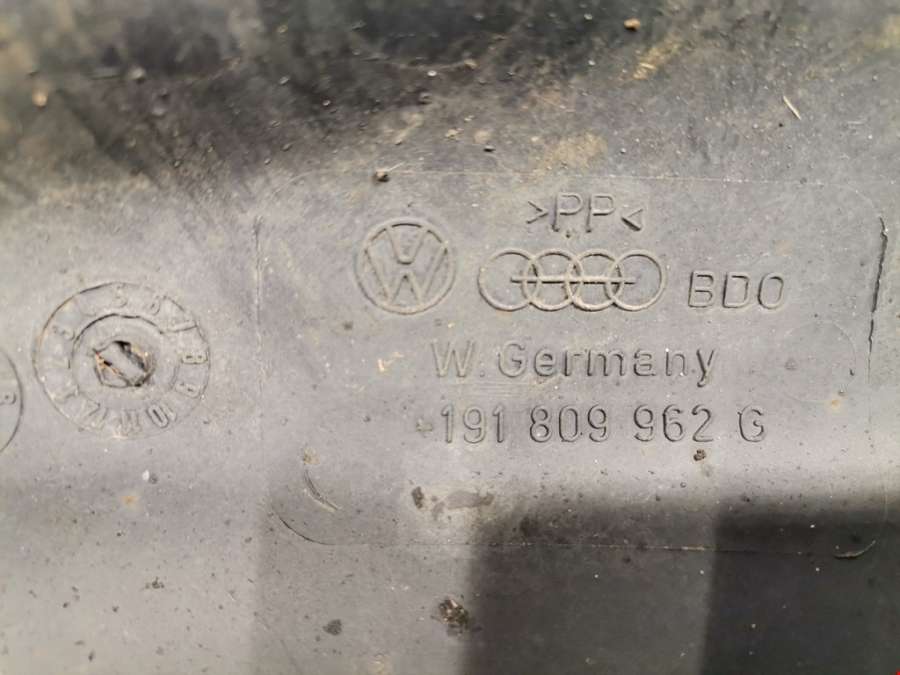 >PP<
BDO
W. Germany
191 809 962 G